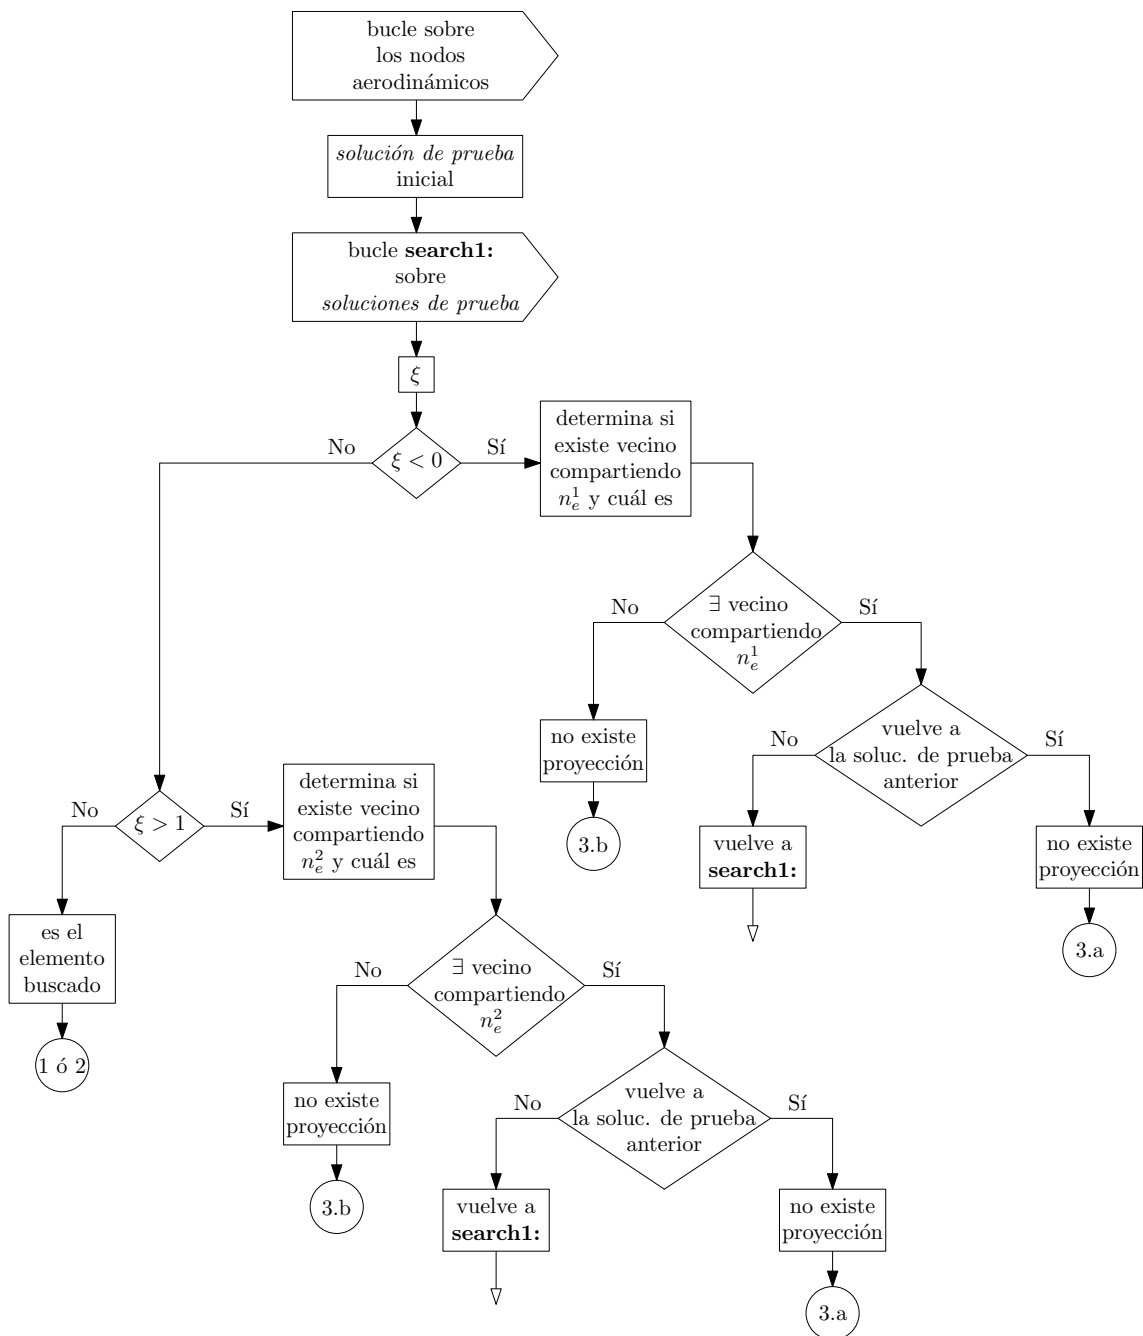 bucle sobre
los nodos
aerodinámicos
solución de prueba
inicial
bucle search1:
sobre
soluciones de prueba
ξ
ξ < 0
No
Sí
determina si
existe vecino
compartiendo
n_e^1 y cuál es
∃ vecino
compartiendo
n_e^1
No
Sí
no existe
proyección
3.b
vuelve a
la soluc. de prueba
anterior
No
Sí
vuelve a
search1:
no existe
proyección
3.a
ξ > 1
No
Sí
es el
elemento
buscado
1 ó 2
determina si
existe vecino
compartiendo
n_e^2 y cuál es
∃ vecino
compartiendo
n_e^2
No
Sí
no existe
proyección
3.b
vuelve a
la soluc. de prueba
anterior
No
Sí
vuelve a
search1:
no existe
proyección
3.a